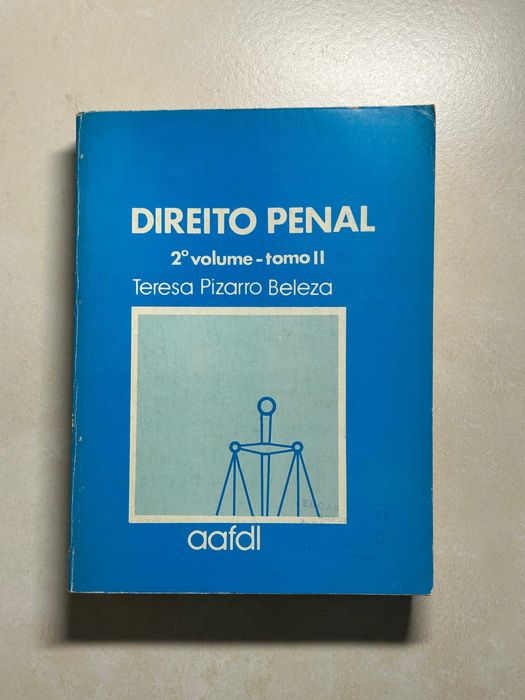 DIREITO PENAL
2º volume - tomo II
Teresa Pizarro Beleza
aafdl